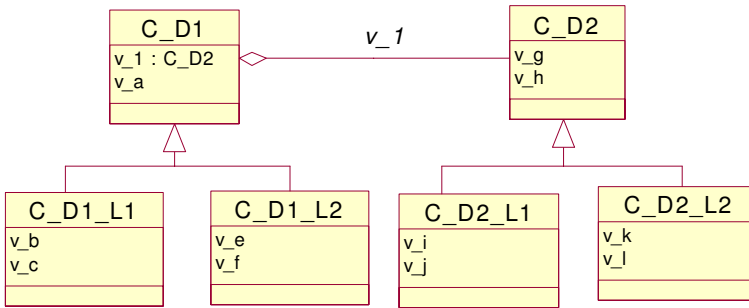 C_D1
v_1 : C_D2
v_a
v_1
C_D2
v_g
v_h
C_D1_L1
v_b
v_c
C_D1_L2
v_e
v_f
C_D2_L1
v_i
v_j
C_D2_L2
v_k
v_l